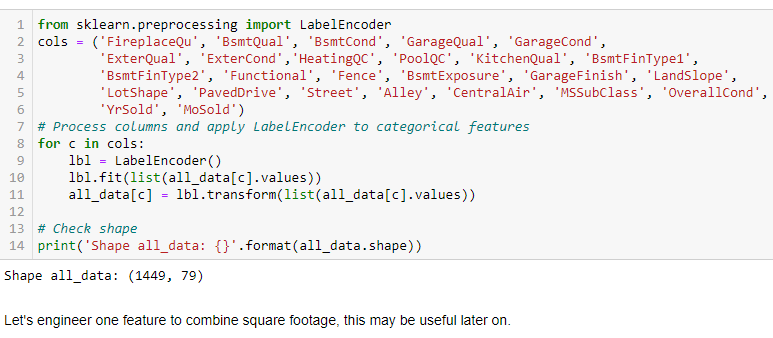 1 from sklearn.preprocessing import LabelEncoder
2 cols = ('FireplaceQu', 'BsmtQual', 'BsmtCond', 'GarageQual', 'GarageCond',
3 'ExterQual', 'ExterCond','HeatingQC', 'PoolQC', 'KitchenQual', 'BsmtFinType1',
4 'BsmtFinType2', 'Functional', 'Fence', 'BsmtExposure', 'GarageFinish', 'LandSlope',
5 'LotShape', 'PavedDrive', 'Street', 'Alley', 'CentralAir', 'MSSubClass', 'OverallCond',
6 'YrSold', 'MoSold')
7 # Process columns and apply LabelEncoder to categorical features
8 for c in cols:
9 lbl = LabelEncoder()
10 lbl.fit(list(all_data[c].values))
11 all_data[c] = lbl.transform(list(all_data[c].values))
12
13 # Check shape
14 print('Shape all_data: {}'.format(all_data.shape))
Shape all_data: (1449, 79)
Let's engineer one feature to combine square footage, this may be useful later on.